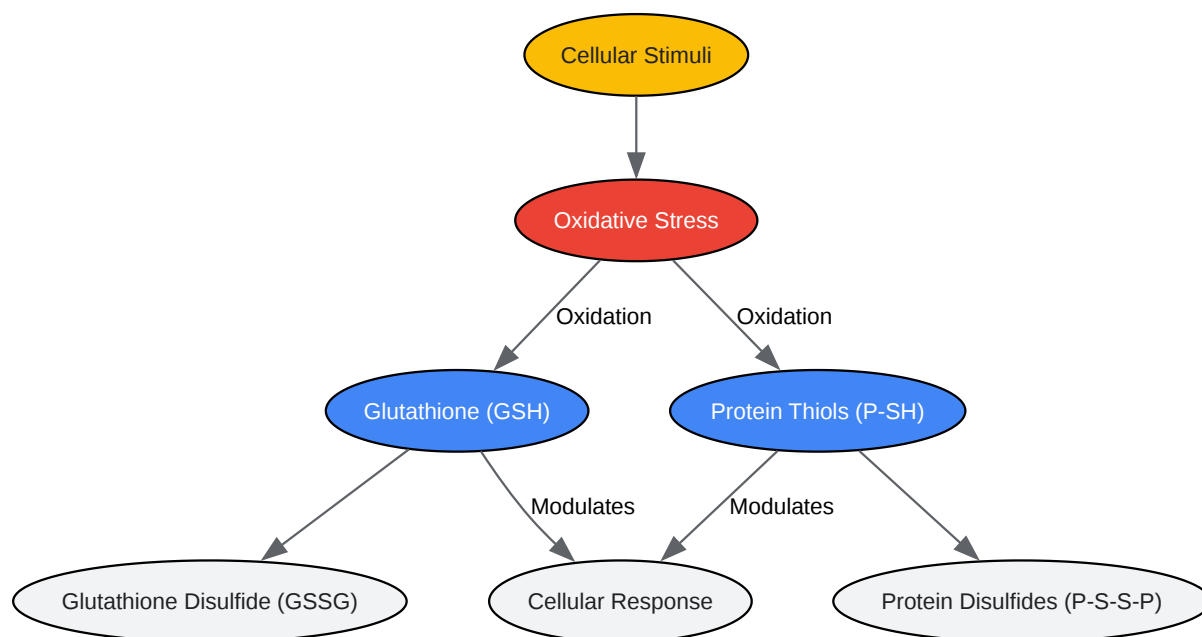 Cellular Stimuli
Oxidative Stress
Oxidation
Oxidation
Glutathione (GSH)
Protein Thiols (P-SH)
Modulates
Modulates
Glutathione Disulfide (GSSG)
Cellular Response
Protein Disulfides (P-S-S-P)